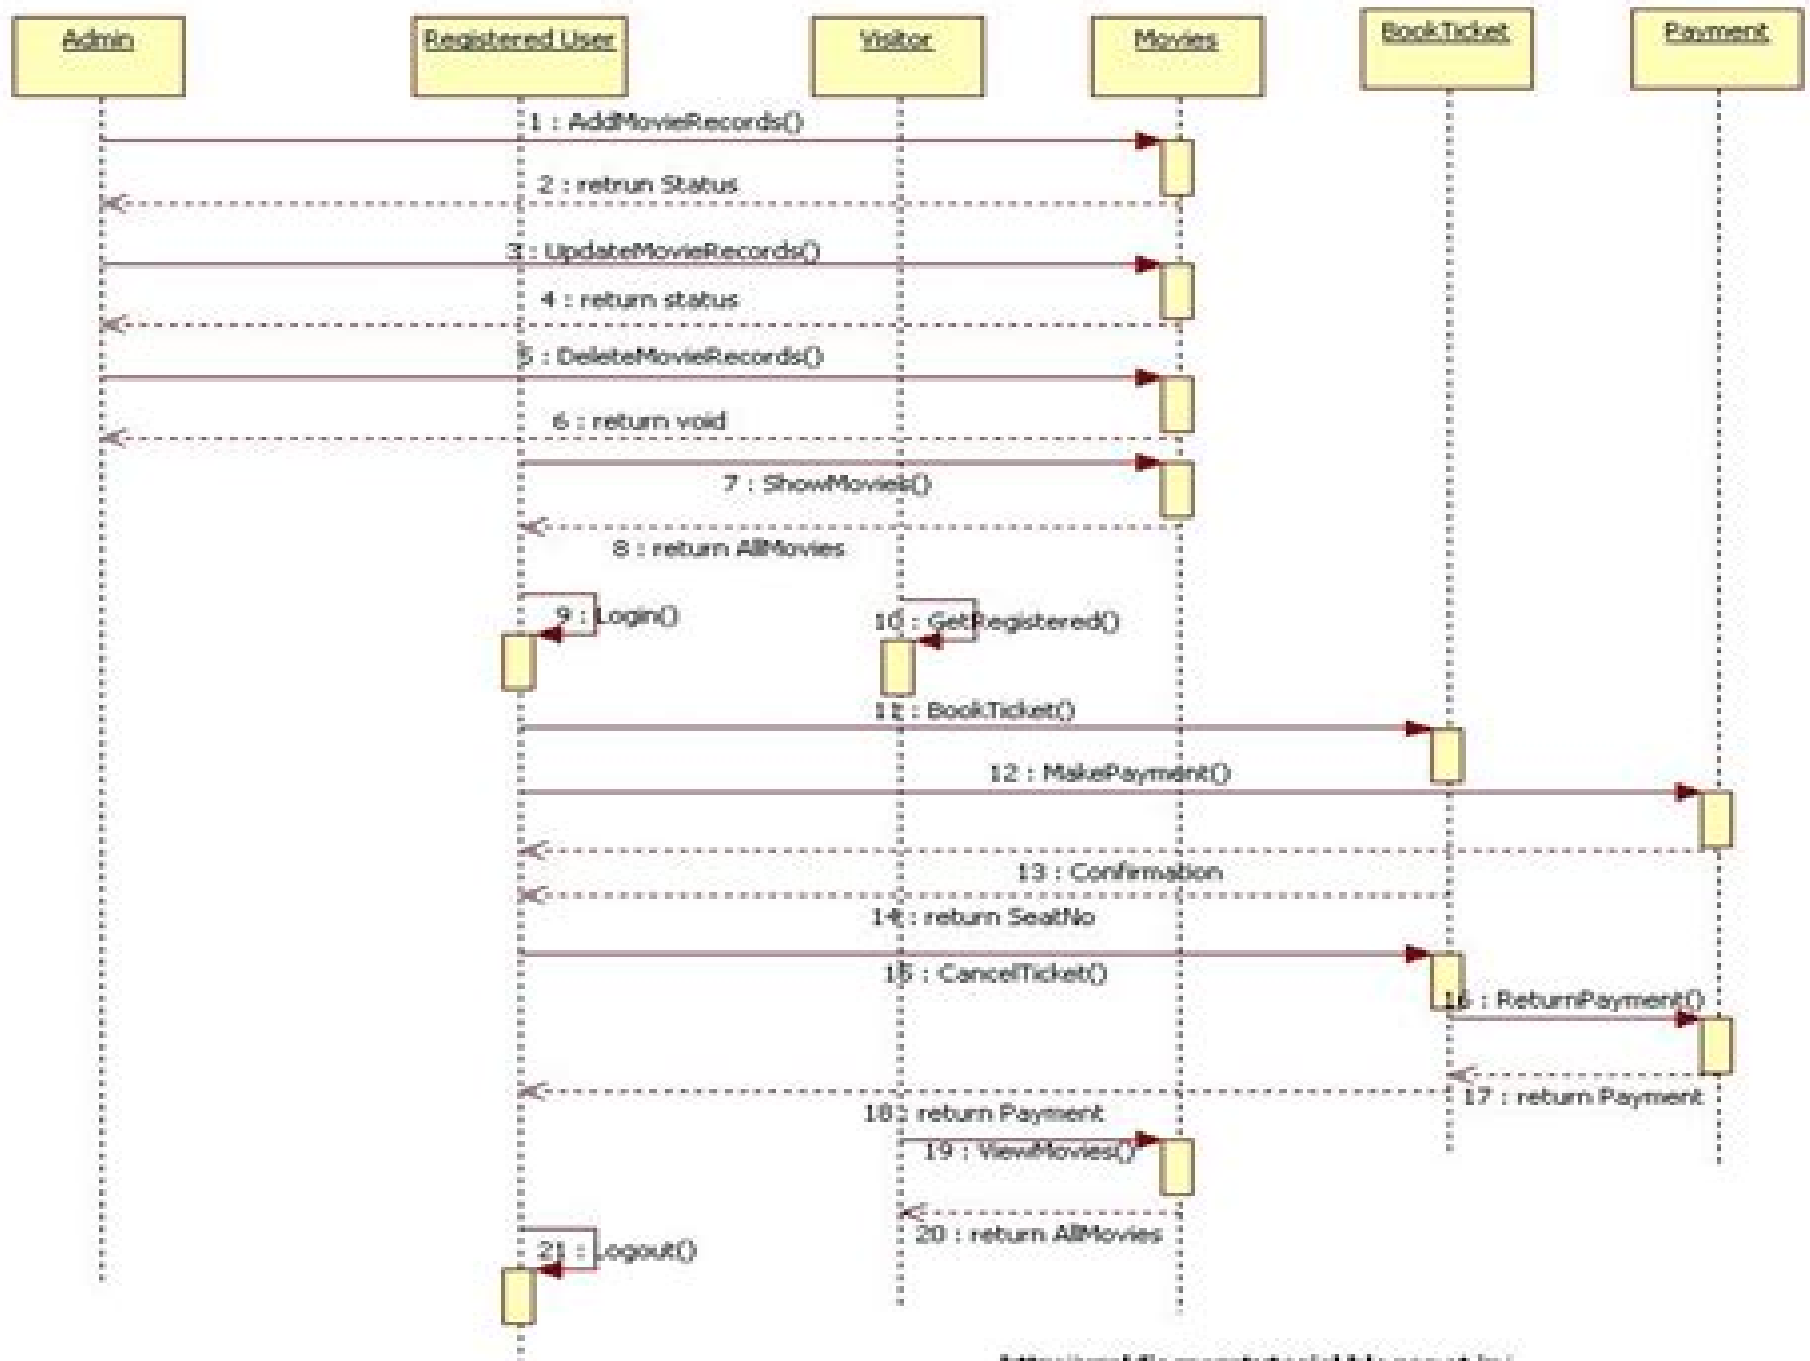 Admin
Registered User
Visitor
Movies
BookTicket
Payment
1 : AddMovieRecords()
2 : retrun Status
3 : UpdateMovieRecords()
4 : return status
5 : DeleteMovieRecords()
6 : return void
7 : ShowMovies()
8 : return AllMovies
9 : Login()
10 : GetRegistered()
11 : BookTicket()
12 : MakePayment()
13 : Confirmation
14 : return SeatNo
15 : CancelTicket()
16 : ReturnPayment()
17 : return Payment
18 : return Payment
19 : ViewMovies()
20 : return AllMovies
21 : Logout()